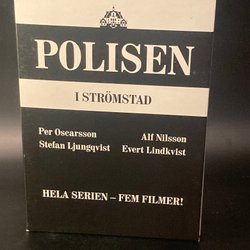 POLISEN
I STRÖMSTAD
Per Oscarsson Alf Nilsson
Stefan Ljungqvist Evert Lindkvist
HELA SERIEN – FEM FILMER!